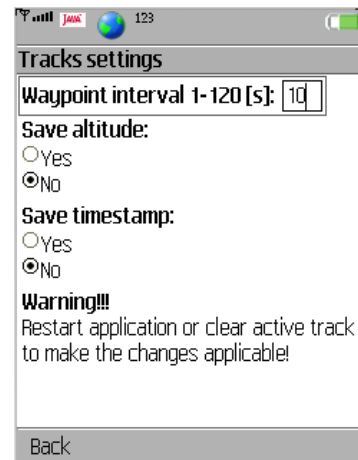 JAVA 123
Tracks settings
Waypoint interval 1-120 [s]: 10
Save altitude:
Yes
No
Save timestamp:
Yes
No
Warning!!!
Restart application or clear active track
to make the changes applicable!
Back